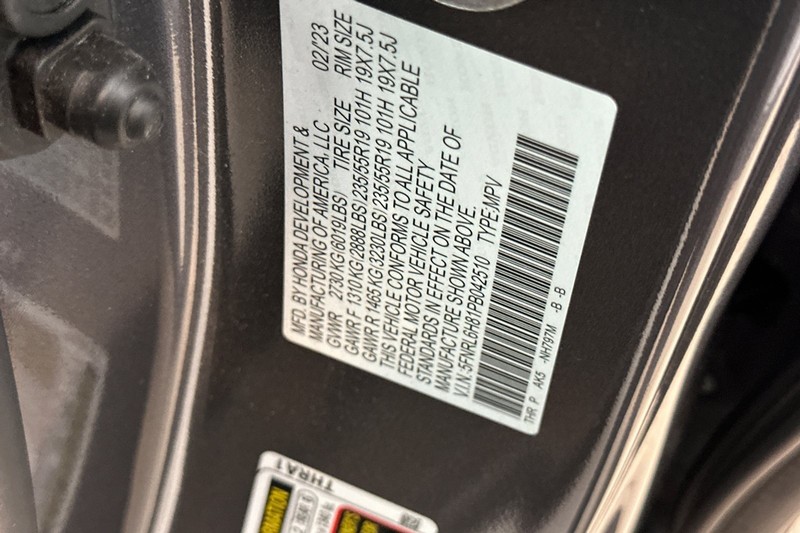 MFD. BY HONDA DEVELOPMENT &
MANUFACTURING OF AMERICA, LLC 02/'23
GVWR 2730 KG(6019LBS) TIRE SIZE RIM SIZE
GAWR F 1310 KG(2888LBS) 235/55R19 101H 19X7.5J
GAWR R 1465 KG(3230LBS) 235/55R19 101H 19X7.5J
THIS VEHICLE CONFORMS TO ALL APPLICABLE
FEDERAL MOTOR VEHICLE SAFETY
STANDARDS IN EFFECT ON THE DATE OF
MANUFACTURE SHOWN ABOVE.
V.I.N.:5FNRL6H81PB042510 TYPE:MPV
THR P AK5 -NH797M -B -B
THRA1